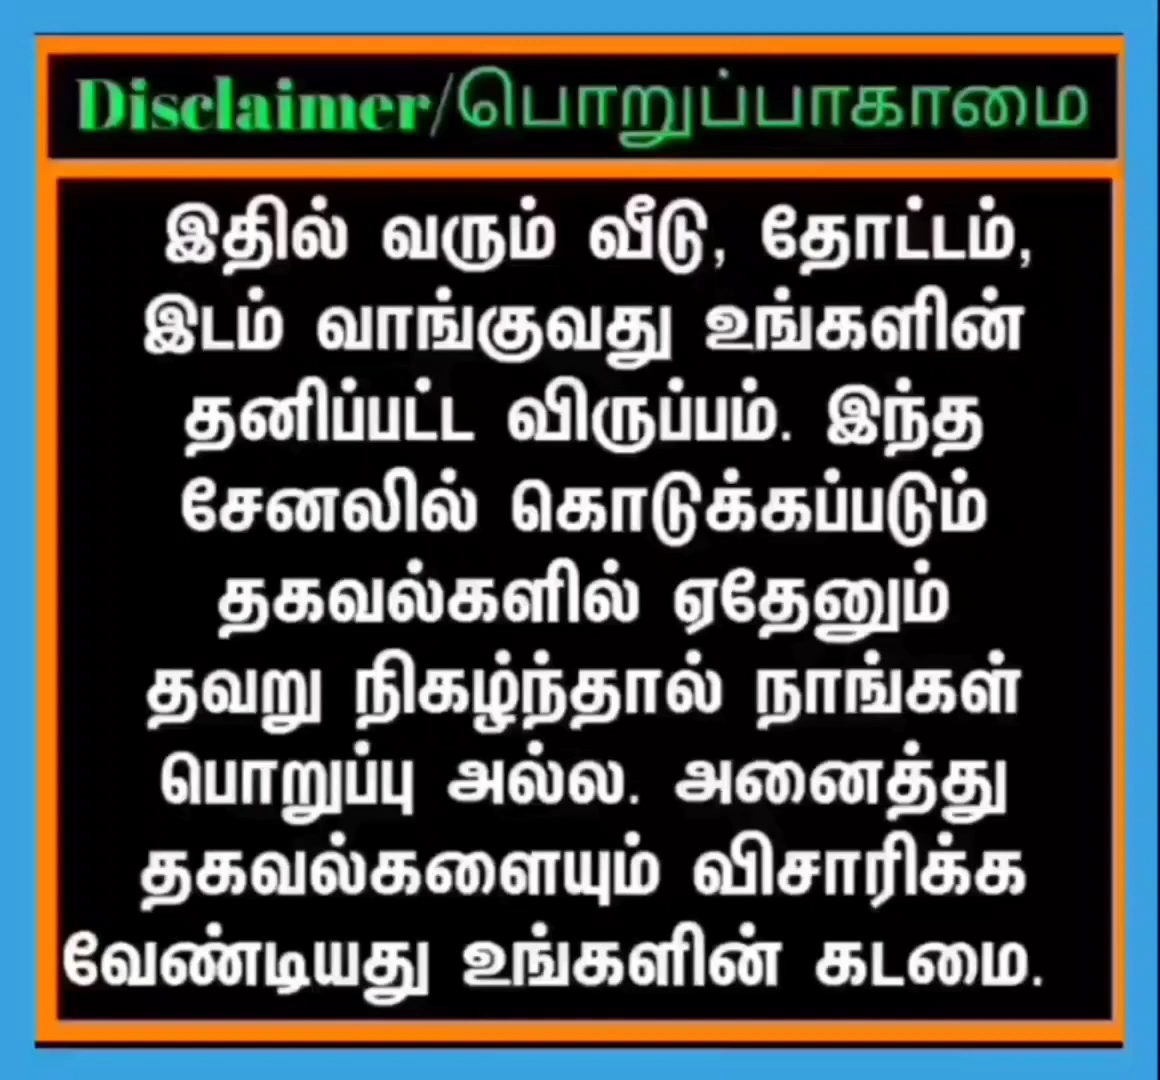 Disclaimer/பொறுப்பாகாமை
இதில் வரும் வீடு, தோட்டம்,
இடம் வாங்குவது உங்களின்
தனிப்பட்ட விருப்பம். இந்த
சேனலில் கொடுக்கப்படும்
தகவல்களில் ஏதேனும்
தவறு நிகழ்ந்தால் நாங்கள்
பொறுப்பு அல்ல. அனைத்து
தகவல்களையும் விசாரிக்க
வேண்டியது உங்களின் கடமை.